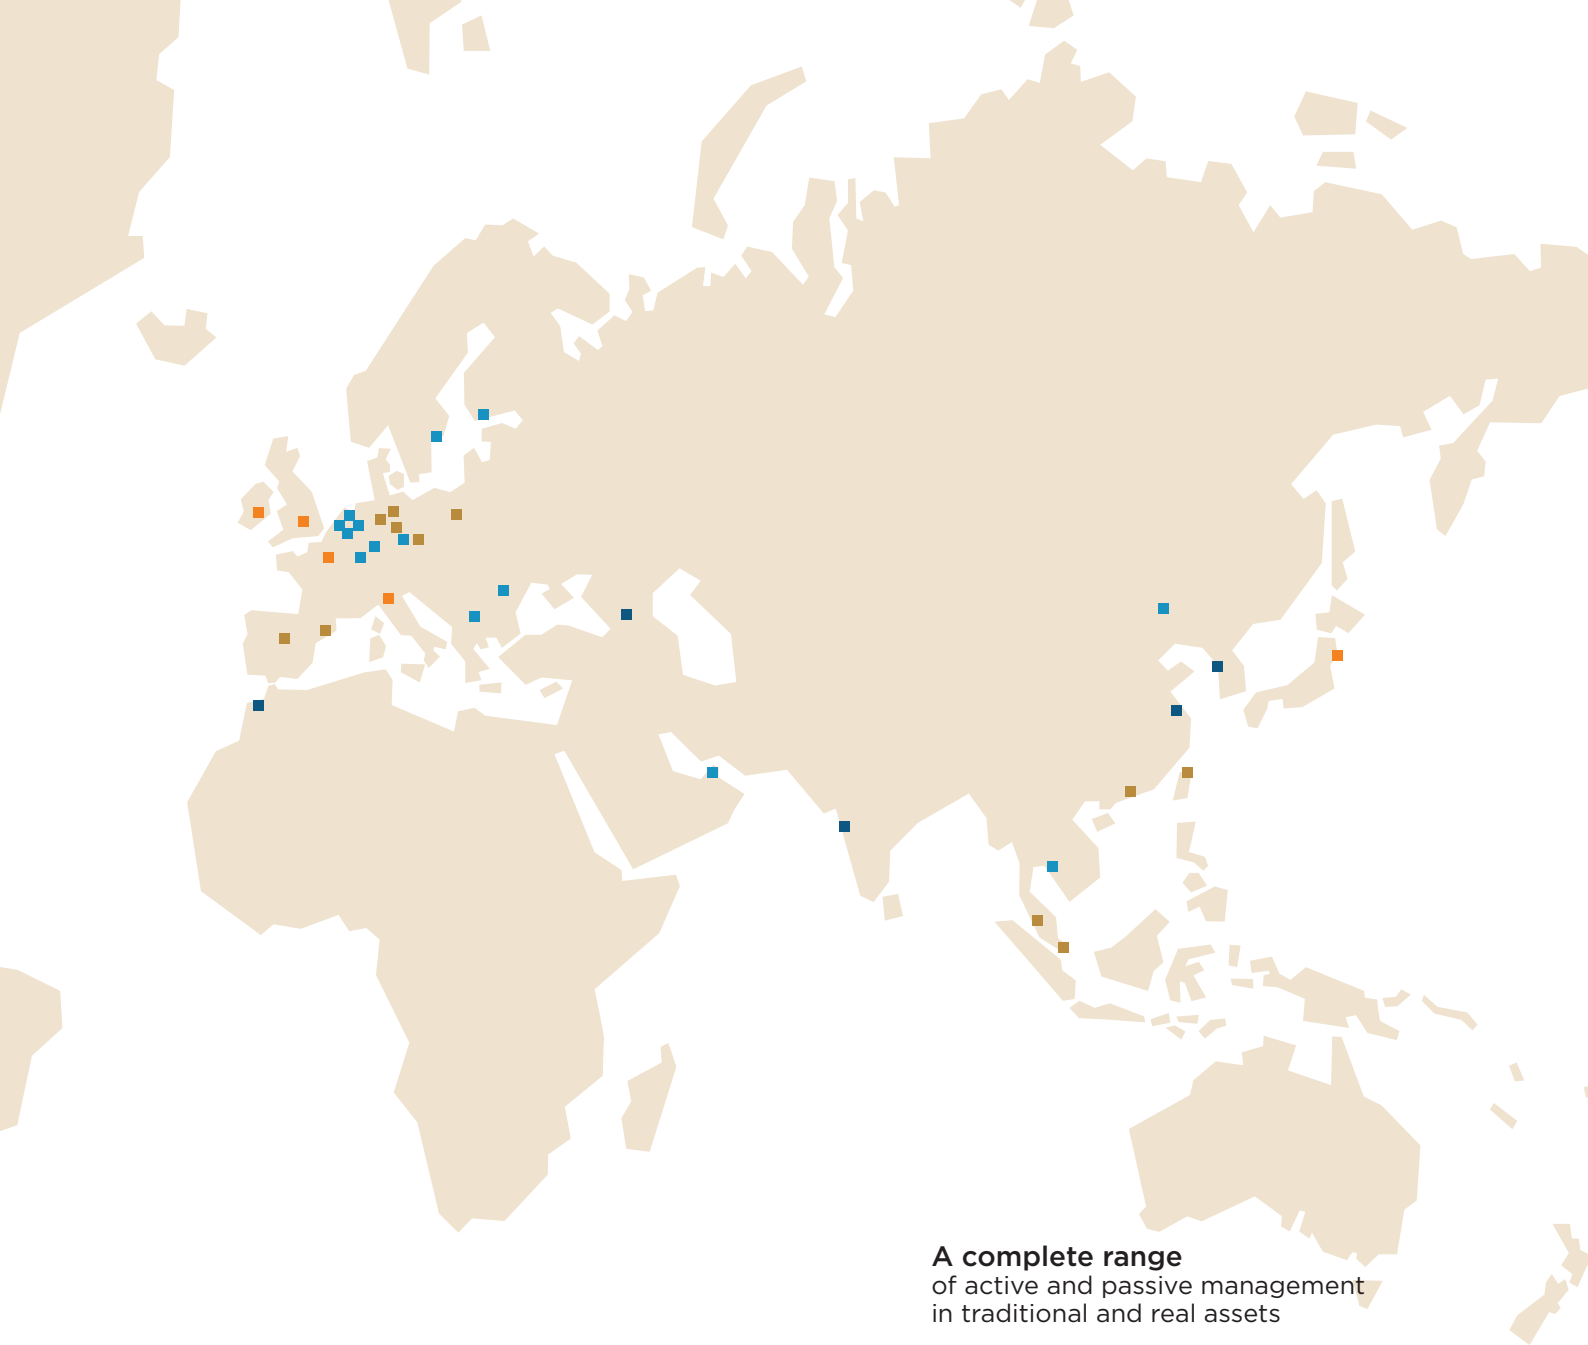 A complete range
of active and passive management
in traditional and real assets